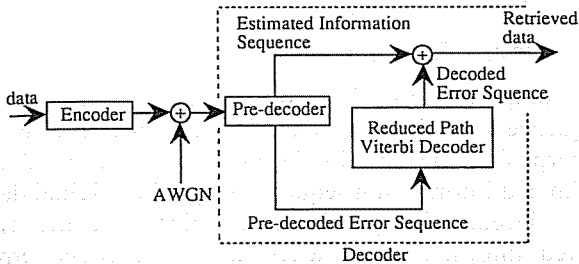 Estimated Information
Sequence
Retrieved
data
Decoded
Error Squence
data
Encoder
Pre-decoder
Reduced Path
Viterbi Decoder
AWGN
Pre-decoded Error Sequence
Decoder